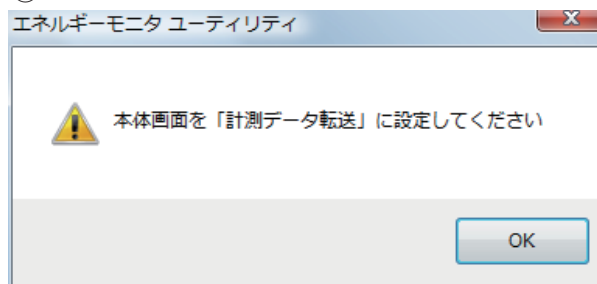 エネルギーモニタ ユーティリティ
本体画面を「計測データ転送」に設定してください
OK